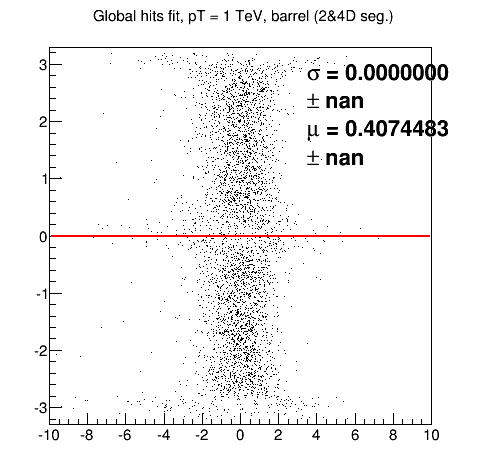 Global hits fit, pT = 1 TeV, barrel (2&4D seg.)
σ = 0.0000000
± nan
μ = 0.4074483
± nan
3
2
1
0
-1
-2
-3
-10 -8 -6 -4 -2 0 2 4 6 8 10